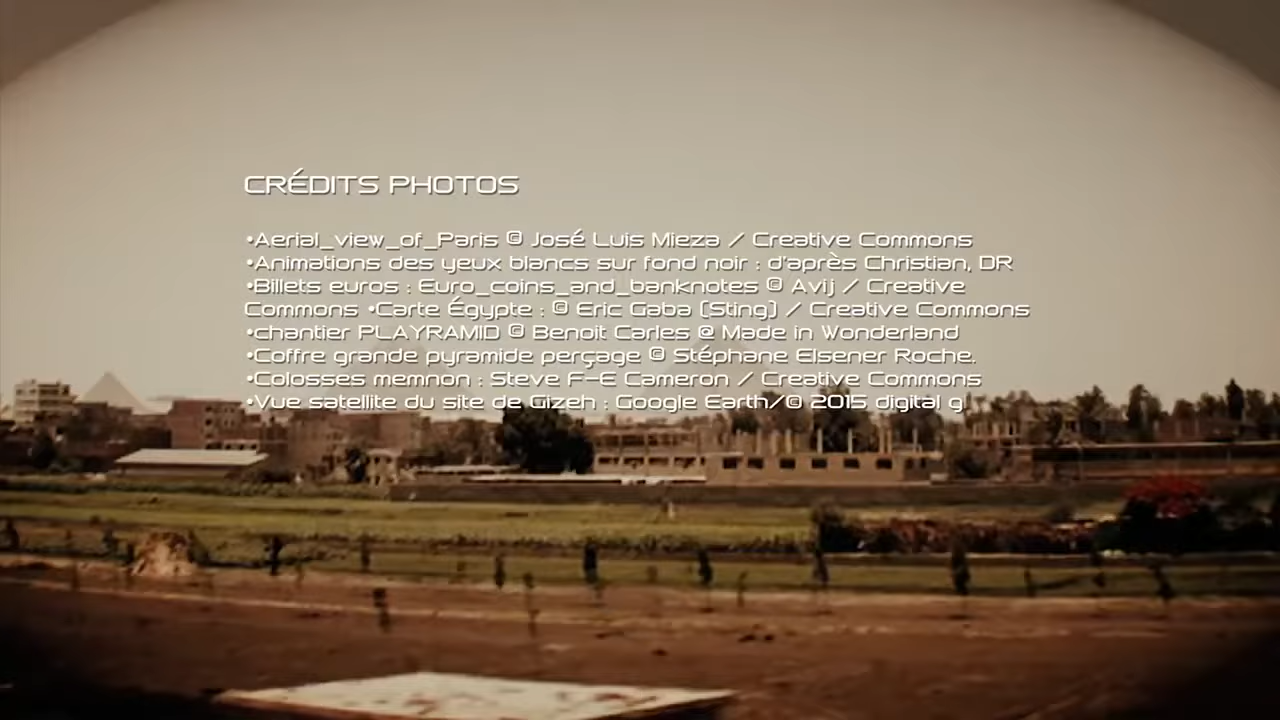 CRÉDITS PHOTOS
•Aerial_view_of_Paris © José Luis Mieza / Creative Commons
•Animations des yeux blancs sur fond noir : d'après Christian, DR
•Billets euros : Euro_coins_and_banknotes © Avij / Creative
Commons •Carte Égypte : © Eric Gaba (Sting) / Creative Commons
•chantier PLAYRAMID © Benoit Carles @ Made in Wonderland
•Coffre grande pyramide perçage © Stéphane Elsener Roche.
•Colosses memnon : Steve F-E Cameron / Creative Commons
•Vue satellite du site de Gizeh : Google Earth/© 2015 digital g